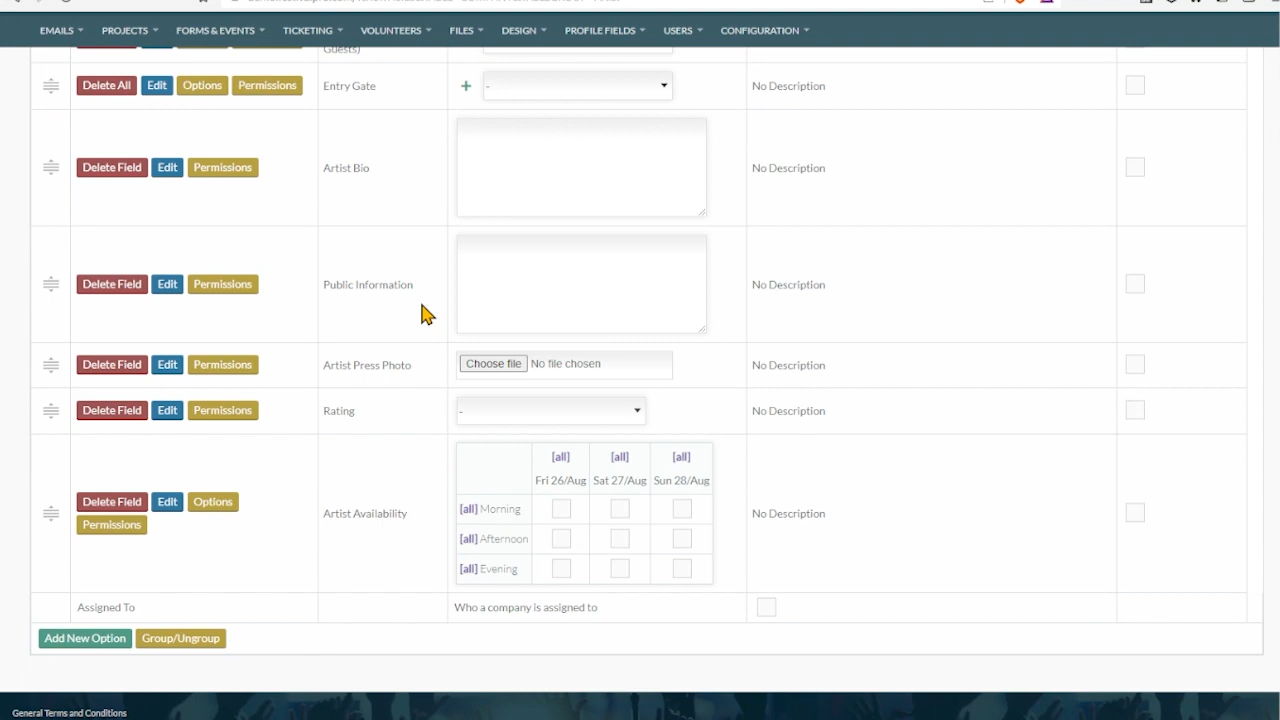 EMAILS PROJECTS FORMS & EVENTS TICKETING VOLUNTEERS FILES DESIGN PROFILE FIELDS USERS CONFIGURATION
Guests)
Delete All Edit Options Permissions Entry Gate + - No Description
Delete Field Edit Permissions Artist Bio No Description
Delete Field Edit Permissions Public Information No Description
Delete Field Edit Permissions Artist Press Photo Choose file No file chosen No Description
Delete Field Edit Permissions Rating - No Description
[all] [all] [all]
Fri 26/Aug Sat 27/Aug Sun 28/Aug
Delete Field Edit Options [all] Morning
Permissions Artist Availability No Description
[all] Afternoon
[all] Evening
Assigned To Who a company is assigned to
Add New Option Group/Ungroup
General Terms and Conditions